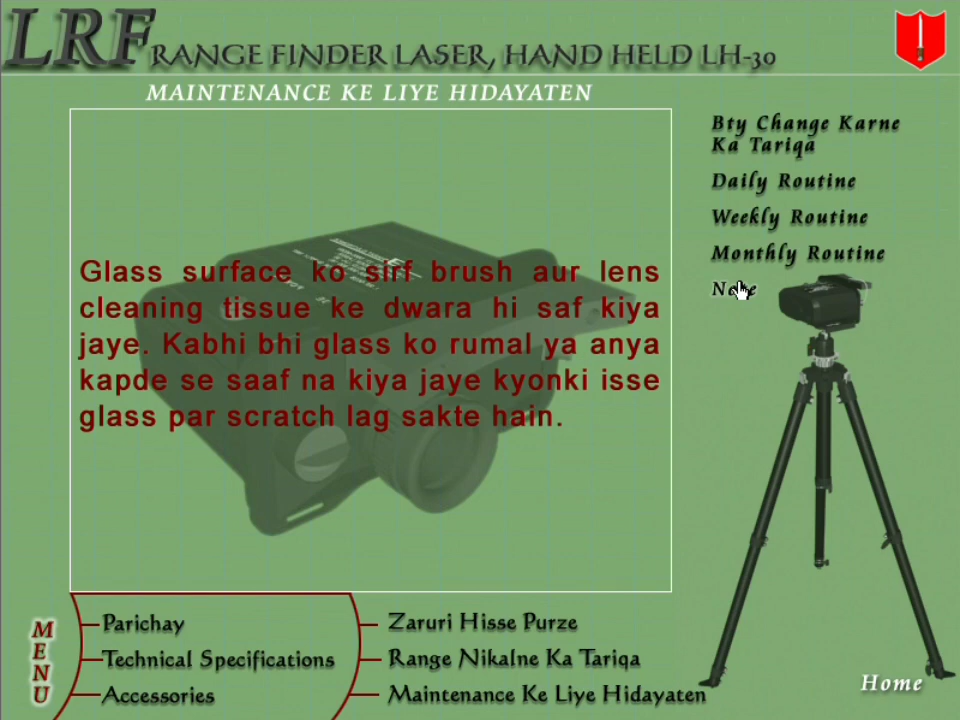 LRF RANGE FINDER LASER, HAND HELD LH-30
MAINTENANCE KE LIYE HIDAYATEN
Bty Change Karne
Ka Tariqa
Daily Routine
Weekly Routine
Monthly Routine
Glass surface ko sirf brush aur lens
cleaning tissue ke dwara hi saf kiya
jaye. Kabhi bhi glass ko rumal ya anya
kapde se saaf na kiya jaye kyonki isse
glass par scratch lag sakte hain.
MENU
Parichay
Technical Specifications
Accessories
Zaruri Hisse Purze
Range Nikalne Ka Tariqa
Maintenance Ke Liye Hidayaten
Home